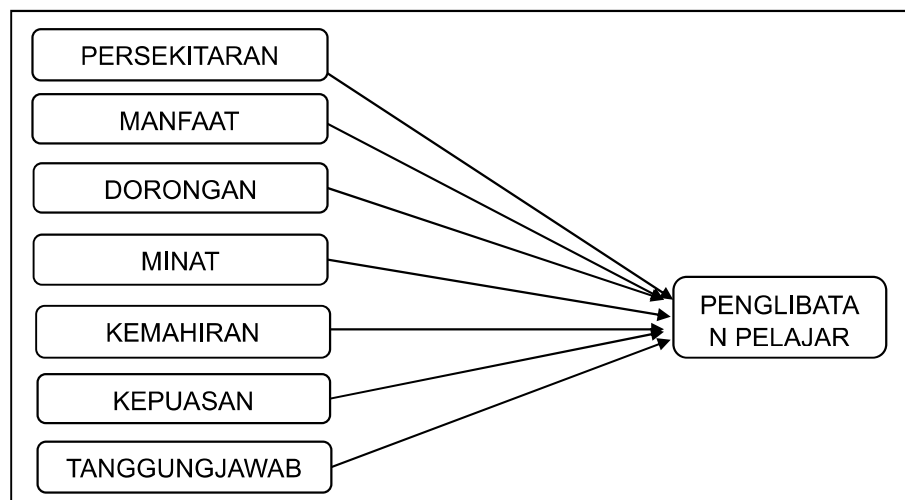 PERSEKITARAN
MANFAAT
DORONGAN
MINAT
KEMAHIRAN
KEPUASAN
TANGGUNGJAWAB
PENGLIBATA
N PELAJAR